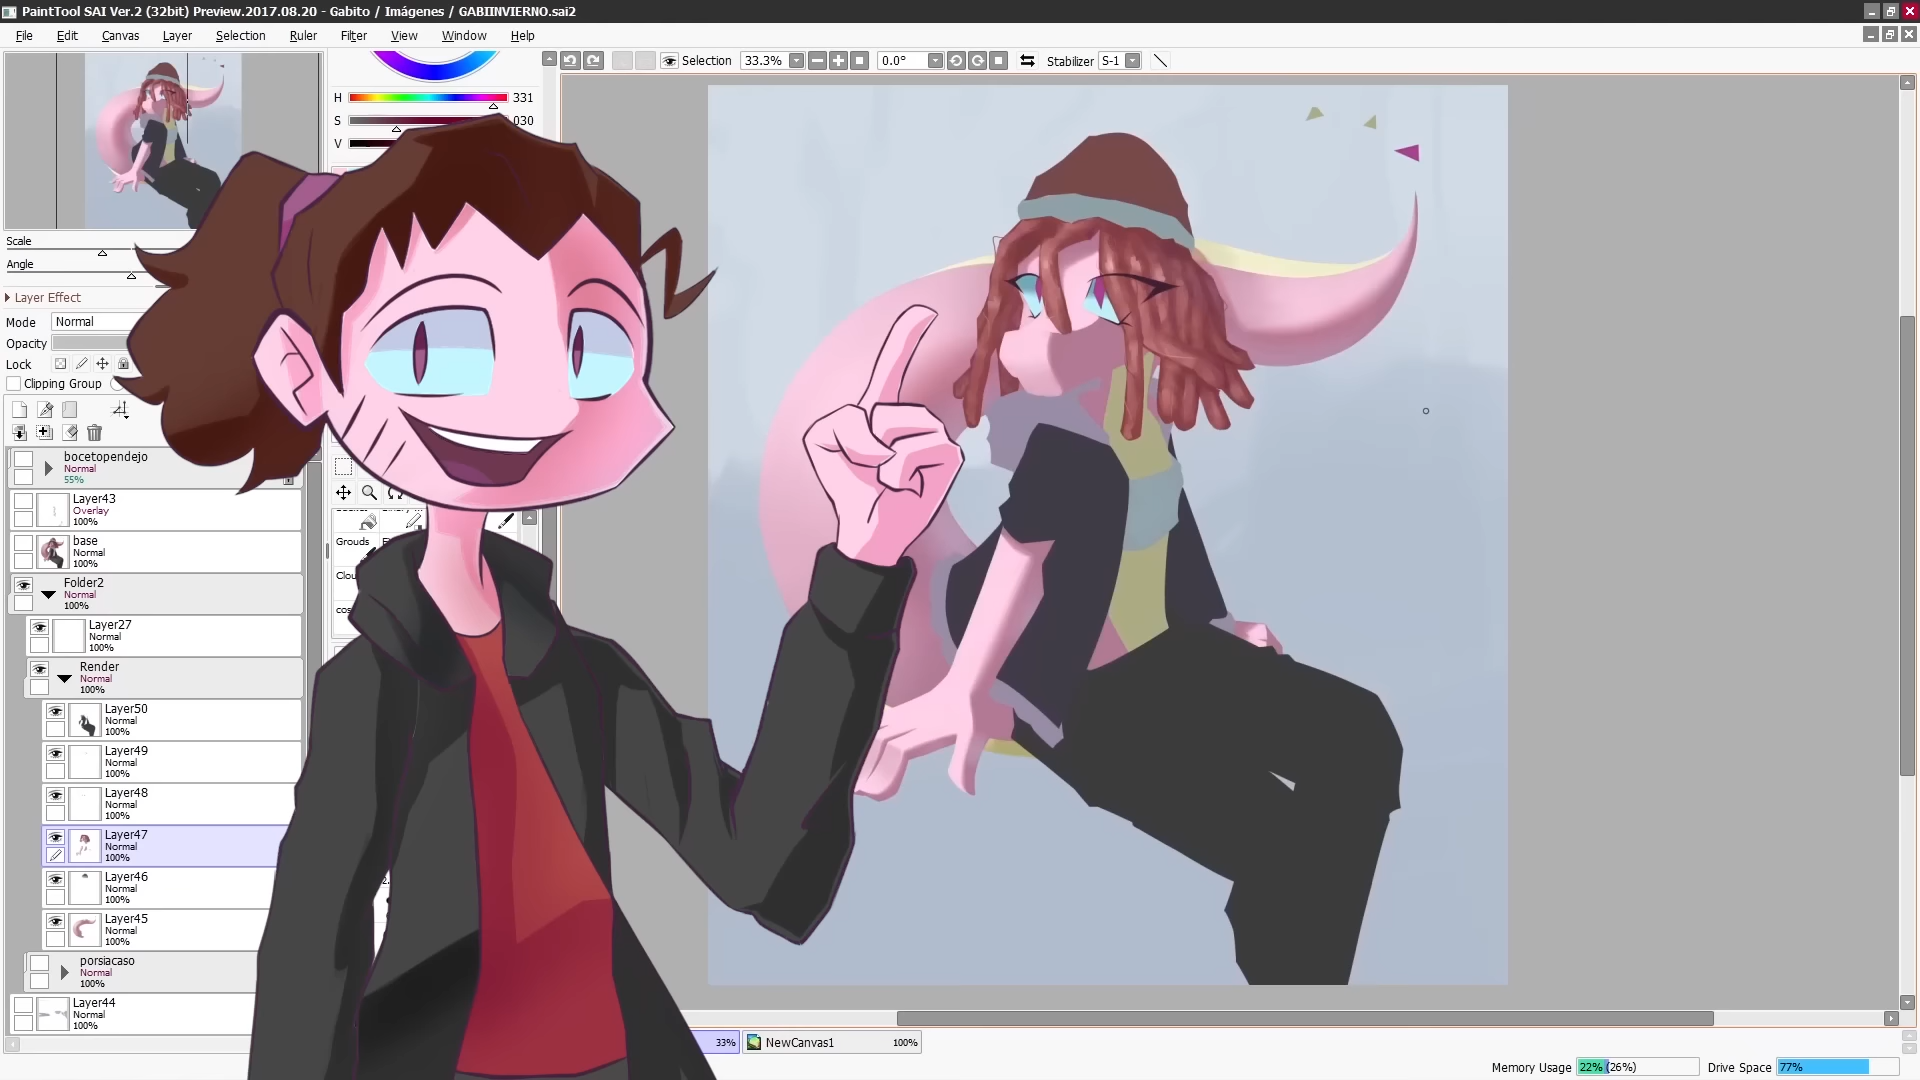 PaintTool SAI Ver.2 (32bit) Preview.2017.08.20 - Gabito / Imágenes / GABIINVIERNO.sai2
File Edit Canvas Layer Selection Ruler Filter View Window Help
Selection 33.3% 0.0° Stabilizer S-1
H 331
S 030
V
Scale
Angle
Layer Effect
Mode Normal
Opacity
Lock
Clipping Group
bocetopendejo
Normal
55%
Layer43
Overlay
100%
base
Normal
100%
Folder2
Normal
100%
Layer27
Normal
100%
Render
Normal
100%
Layer50
Normal
100%
Layer49
Normal
100%
Layer48
Normal
100%
Layer47
Normal
100%
Layer46
Normal
100%
Layer45
Normal
100%
porsiacaso
Normal
100%
Layer44
Normal
100%
Grouds
33% NewCanvas1 100%
Memory Usage 22% (26%) Drive Space 77%